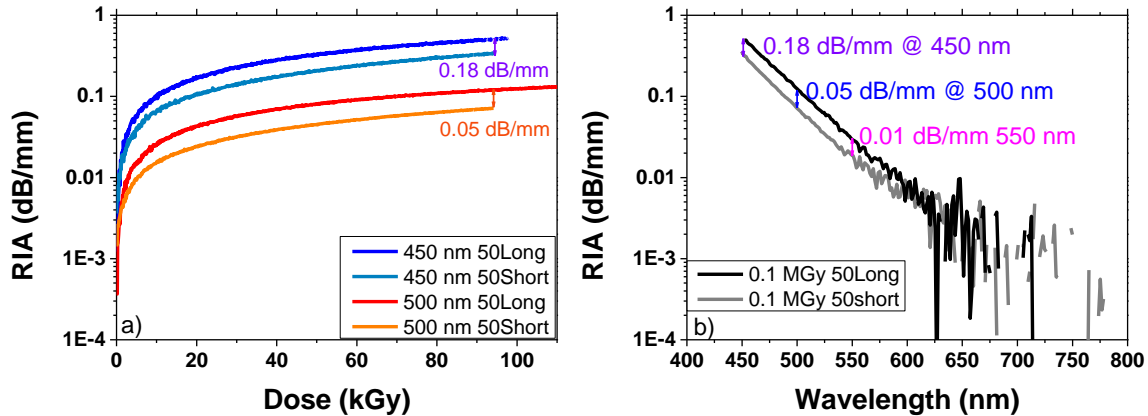 1
0.1
0.01
1E-3
1E-4
RIA (dB/mm)
0.18 dB/mm
0.05 dB/mm
450 nm 50Long
450 nm 50Short
500 nm 50Long
500 nm 50Short
a)
0 20 40 60 80 100
Dose (kGy)
1
0.1
0.01
1E-3
1E-4
RIA (dB/mm)
0.18 dB/mm @ 450 nm
0.05 dB/mm @ 500 nm
0.01 dB/mm 550 nm
0.1 MGy 50Long
0.1 MGy 50short
b)
400 450 500 550 600 650 700 750 800
Wavelength (nm)